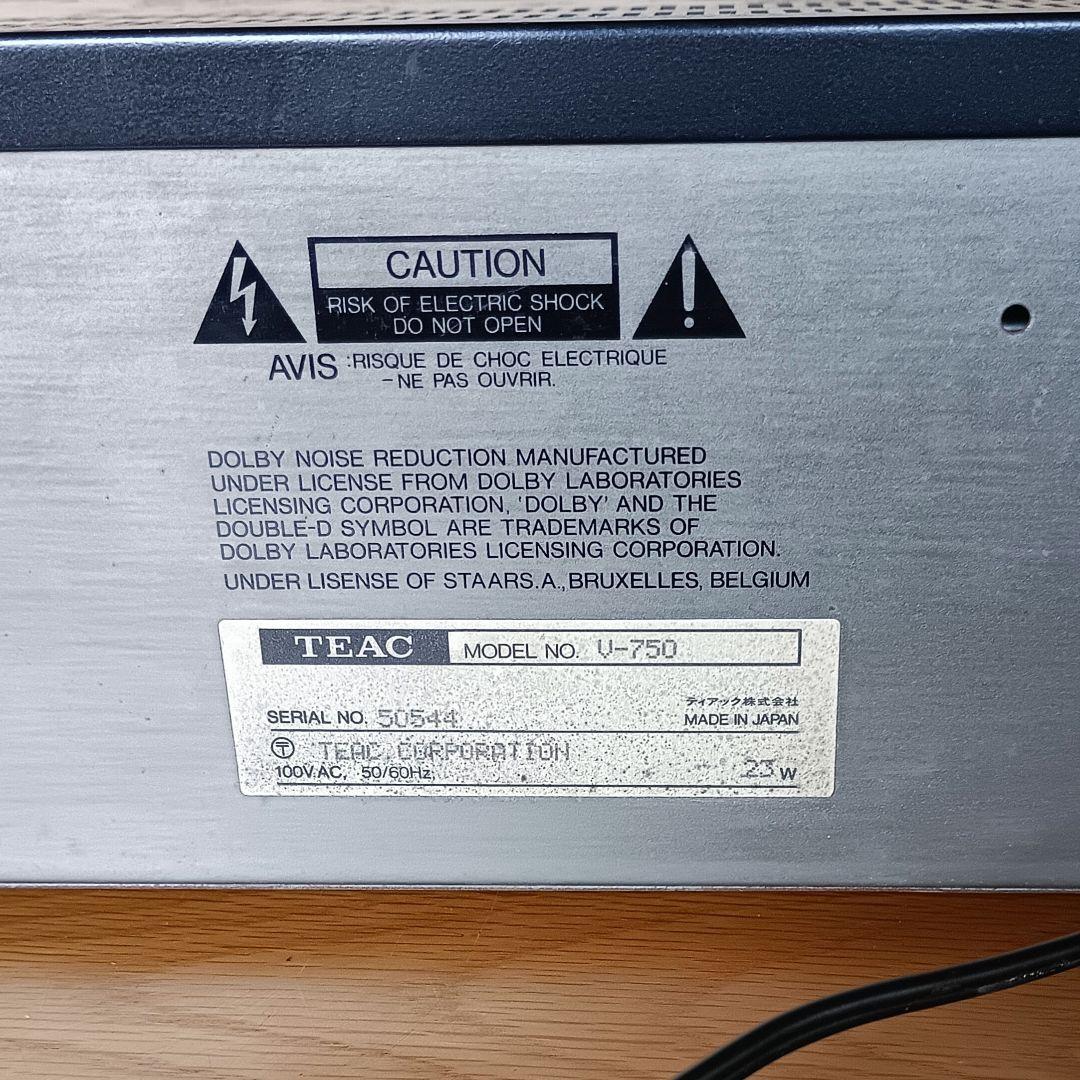 CAUTION
RISK OF ELECTRIC SHOCK
DO NOT OPEN
AVIS :RISQUE DE CHOC ELECTRIQUE
-NE PAS OUVRIR.
DOLBY NOISE REDUCTION MANUFACTURED
UNDER LICENSE FROM DOLBY LABORATORIES
LICENSING CORPORATION, 'DOLBY' AND THE
DOUBLE-D SYMBOL ARE TRADEMARKS OF
DOLBY LABORATORIES LICENSING CORPORATION.
UNDER LISENSE OF STAARS.A.,BRUXELLES, BELGIUM
TEAC MODEL NO. V-750
ティアック株式会社
SERIAL NO. 50544 MADE IN JAPAN
〶 TEAC CORPORATION
100V AC, 50/60Hz, 23 W